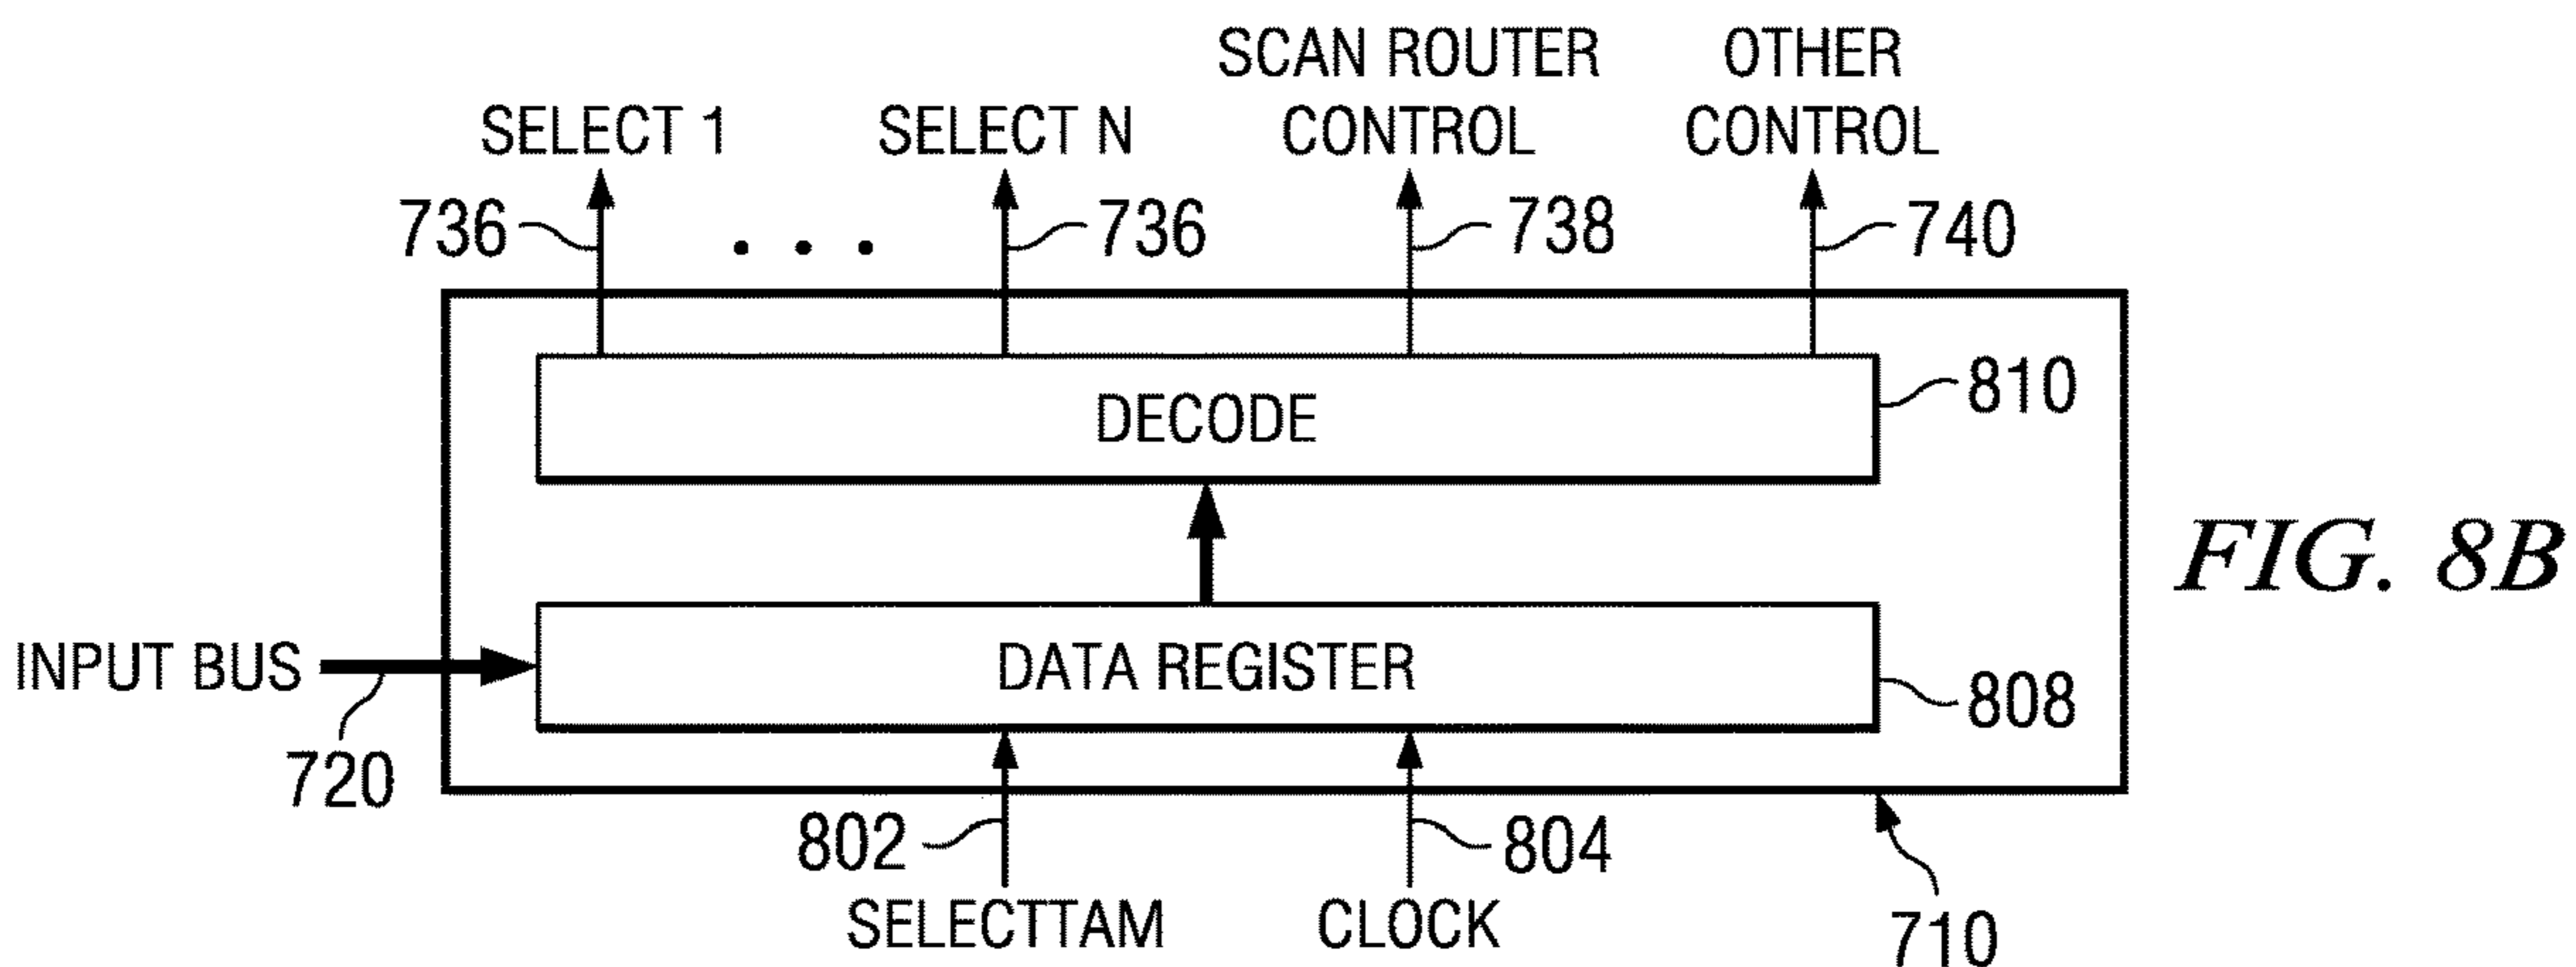 SELECT 1
SELECT N
SCAN ROUTER
CONTROL
OTHER
CONTROL
736
. . .
736
738
740
DECODE
810
INPUT BUS
720
DATA REGISTER
808
802
SELECTTAM
804
CLOCK
710
FIG. 8B